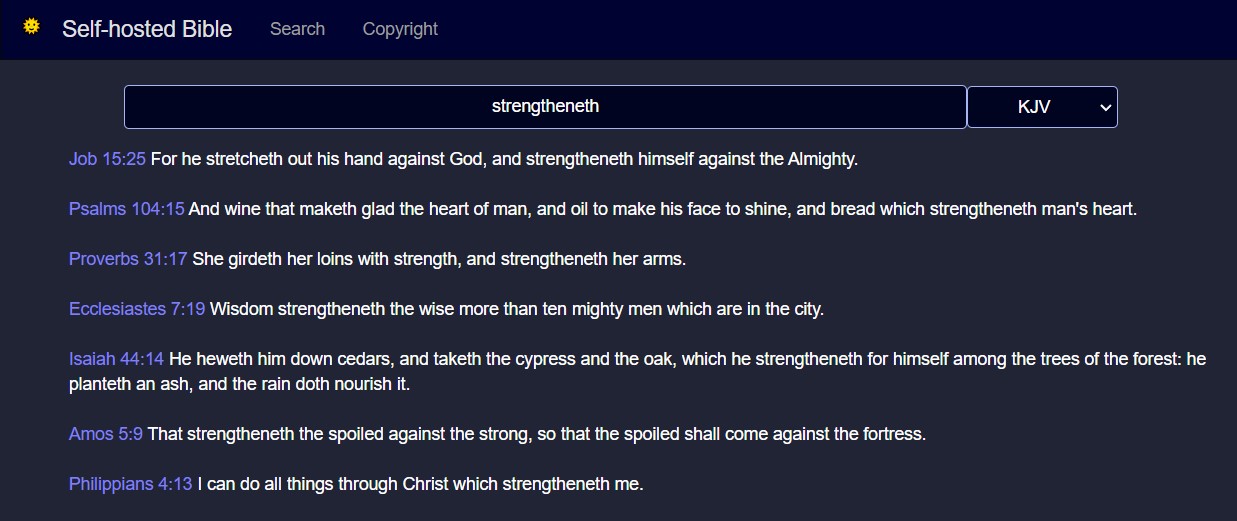 Self-hosted Bible Search Copyright
strengtheneth KJV
Job 15:25 For he stretcheth out his hand against God, and strengtheneth himself against the Almighty.
Psalms 104:15 And wine that maketh glad the heart of man, and oil to make his face to shine, and bread which strengtheneth man's heart.
Proverbs 31:17 She girdeth her loins with strength, and strengtheneth her arms.
Ecclesiastes 7:19 Wisdom strengtheneth the wise more than ten mighty men which are in the city.
Isaiah 44:14 He heweth him down cedars, and taketh the cypress and the oak, which he strengtheneth for himself among the trees of the forest: he
planteth an ash, and the rain doth nourish it.
Amos 5:9 That strengtheneth the spoiled against the strong, so that the spoiled shall come against the fortress.
Philippians 4:13 I can do all things through Christ which strengtheneth me.